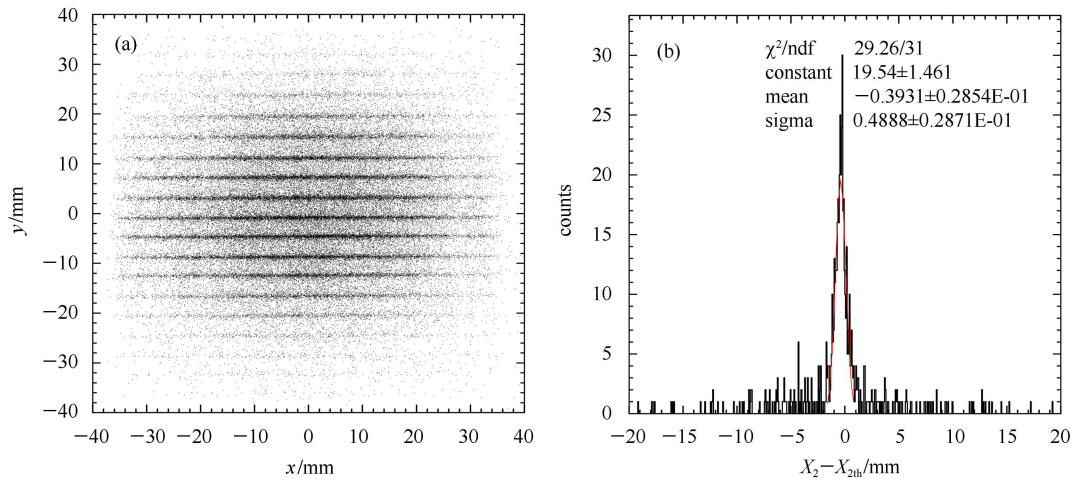 (a)
40
30
20
10
0
−10
−20
−30
−40
y/mm
−40 −30 −20 −10 0 10 20 30 40
x/mm
(b)
χ²/ndf 29.26/31
constant 19.54±1.461
mean −0.3931±0.2854E-01
sigma 0.4888±0.2871E-01
30
25
20
15
10
5
0
counts
−20 −15 −10 −5 0 5 10 15 20
X₂−X₂ₜₕ/mm